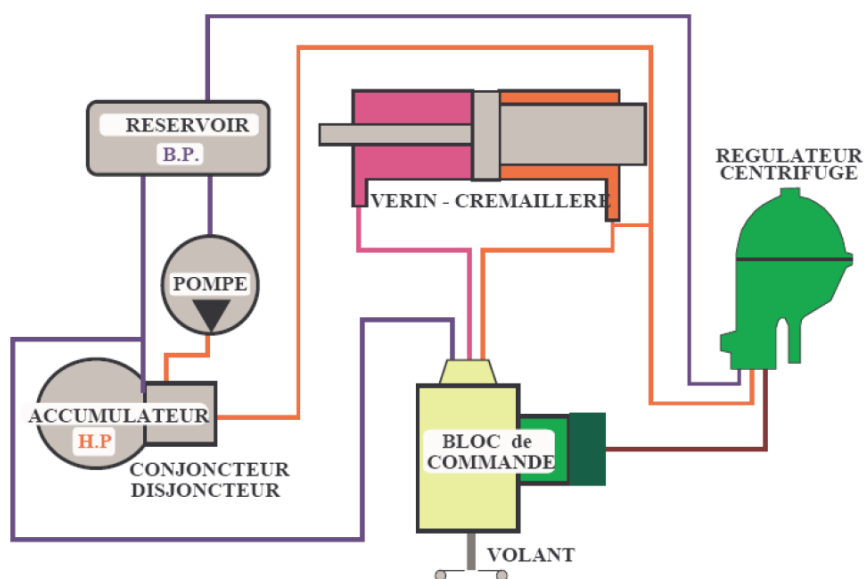 RESERVOIR
B.P.
REGULATEUR
CENTRIFUGE
VERIN - CREMAILLERE
POMPE
ACCUMULATEUR
H.P
CONJONCTEUR
DISJONCTEUR
BLOC de
COMMANDE
VOLANT